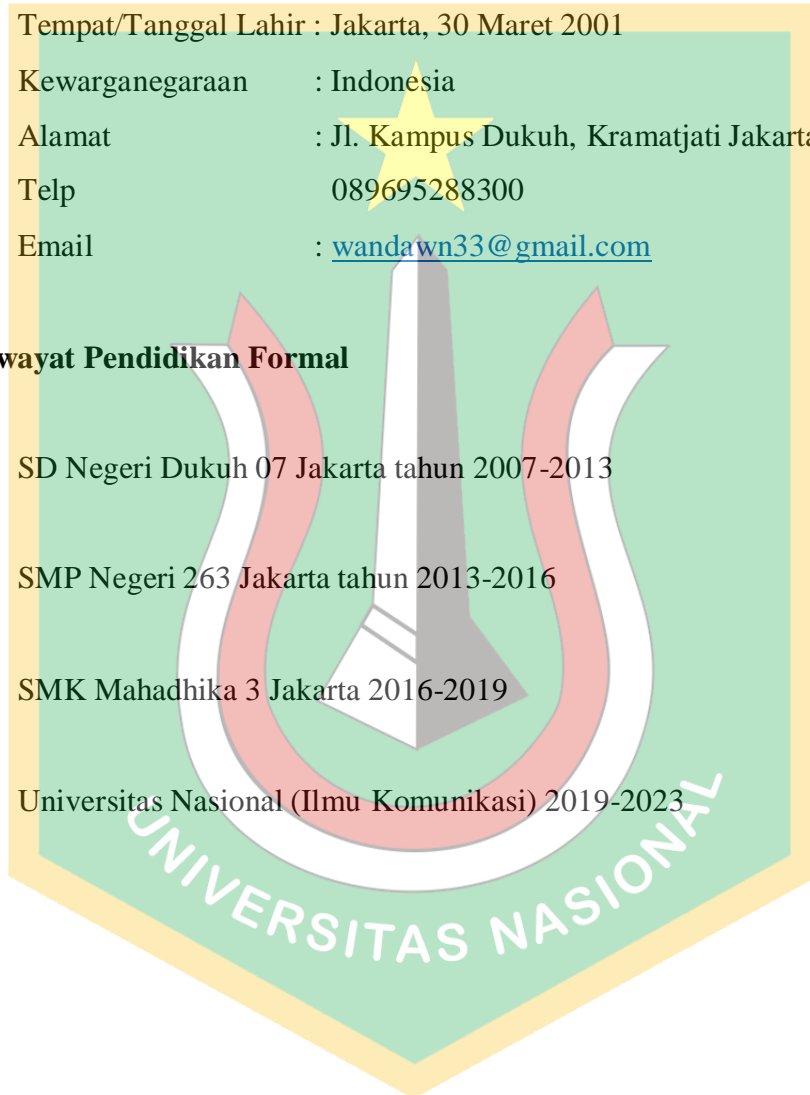 Tempat/Tanggal Lahir : Jakarta, 30 Maret 2001
Kewarganegaraan : Indonesia
Alamat : Jl. Kampus Dukuh, Kramatjati Jakarta
Telp 089695288300
Email : wandawn33@gmail.com
wayat Pendidikan Formal
SD Negeri Dukuh 07 Jakarta tahun 2007-2013
SMP Negeri 263 Jakarta tahun 2013-2016
SMK Mahadhika 3 Jakarta 2016-2019
Universitas Nasional (Ilmu Komunikasi) 2019-2023
UNIVERSITAS NASIONAL